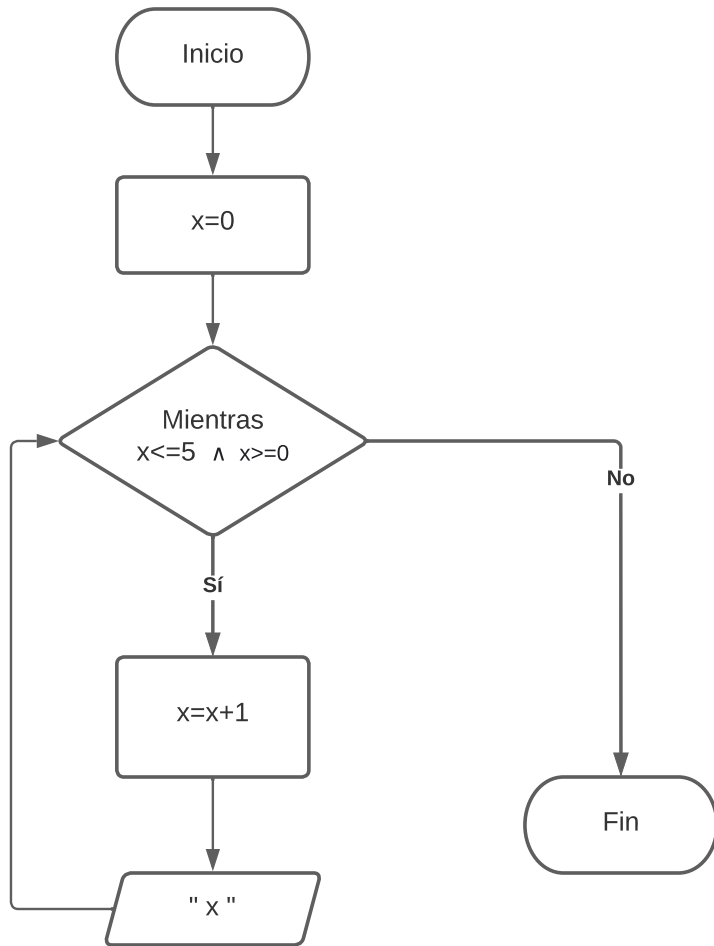 Inicio
x=0
Mientras
x<=5 ∧ x>=0
No
Sí
x=x+1
Fin
" x "